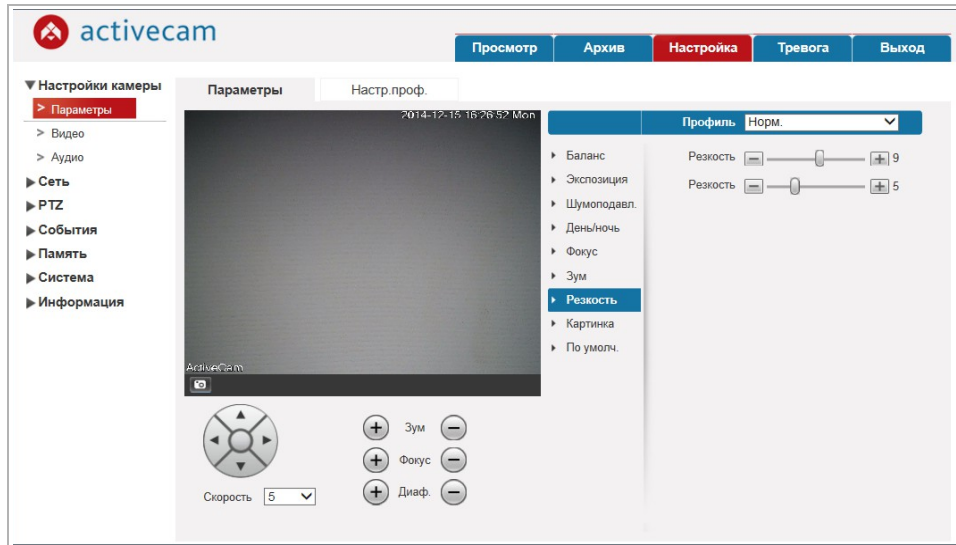 activecam
Просмотр Архив Настройка Тревога Выход
Настройки камеры
> Параметры
> Видео
> Аудио
Сеть
PTZ
События
Память
Система
Информация
Параметры Настр.проф.
2014-12-15 16:26:52 Mon
ActiveCam
Профиль Норм.
Баланс
Экспозиция
Шумоподавл.
День/ночь
Фокус
Зум
Резкость
Картинка
По умолч.
Резкость 9
Резкость 5
Зум
Фокус
Диаф.
Скорость 5